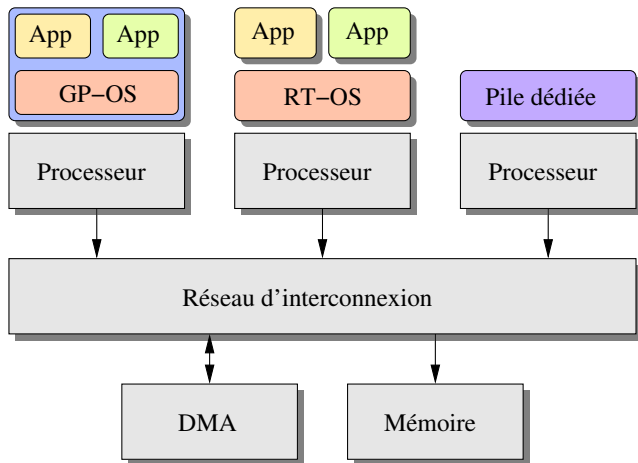 App App App App
GP–OS RT–OS Pile dédiée
Processeur Processeur Processeur
Réseau d'interconnexion
DMA Mémoire